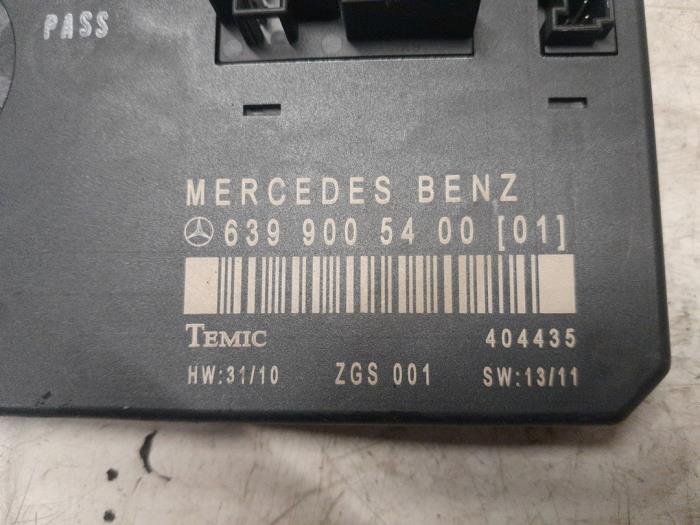 PASS
MERCEDES BENZ
639 900 54 00 [01]
TEMIC 404435
HW:31/10 ZGS 001 SW:13/11